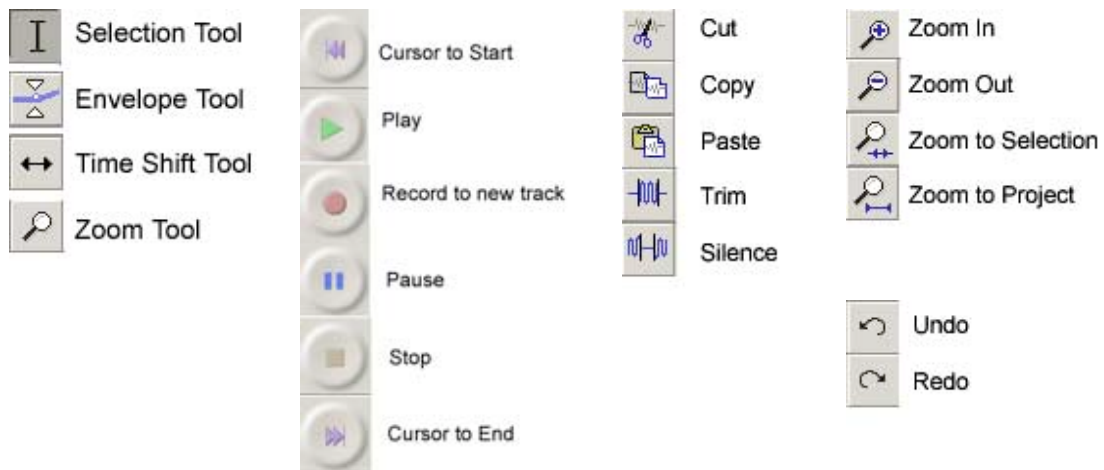 Selection Tool
Envelope Tool
Time Shift Tool
Zoom Tool
Cursor to Start
Play
Record to new track
Pause
Stop
Cursor to End
Cut
Copy
Paste
Trim
Silence
Zoom In
Zoom Out
Zoom to Selection
Zoom to Project
Undo
Redo